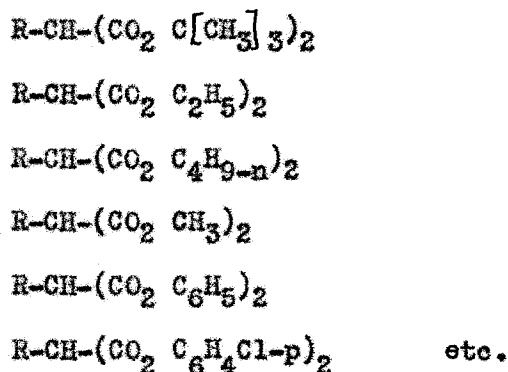 R-CH-(CO2 C[CH3]3)2
R-CH-(CO2 C2H5)2
R-CH-(CO2 C4H9-n)2
R-CH-(CO2 CH3)2
R-CH-(CO2 C6H5)2
R-CH-(CO2 C6H4Cl-p)2 etc.